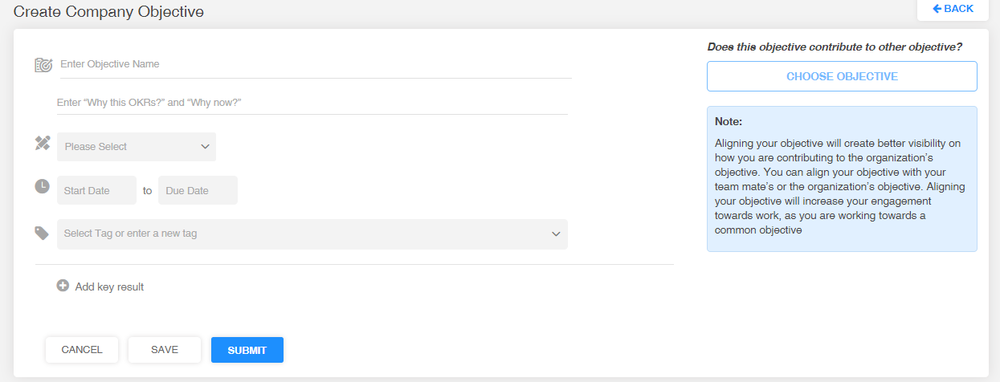 Create Company Objective
BACK
Enter Objective Name
Enter “Why this OKRs?” and “Why now?”
Please Select
Start Date to Due Date
Select Tag or enter a new tag
Add key result
CANCEL SAVE SUBMIT
Does this objective contribute to other objective?
CHOOSE OBJECTIVE
Note:
Aligning your objective will create better visibility on
how you are contributing to the organization’s
objective. You can align your objective with your
team mate’s or the organization’s objective. Aligning
your objective will increase your engagement
towards work, as you are working towards a
common objective